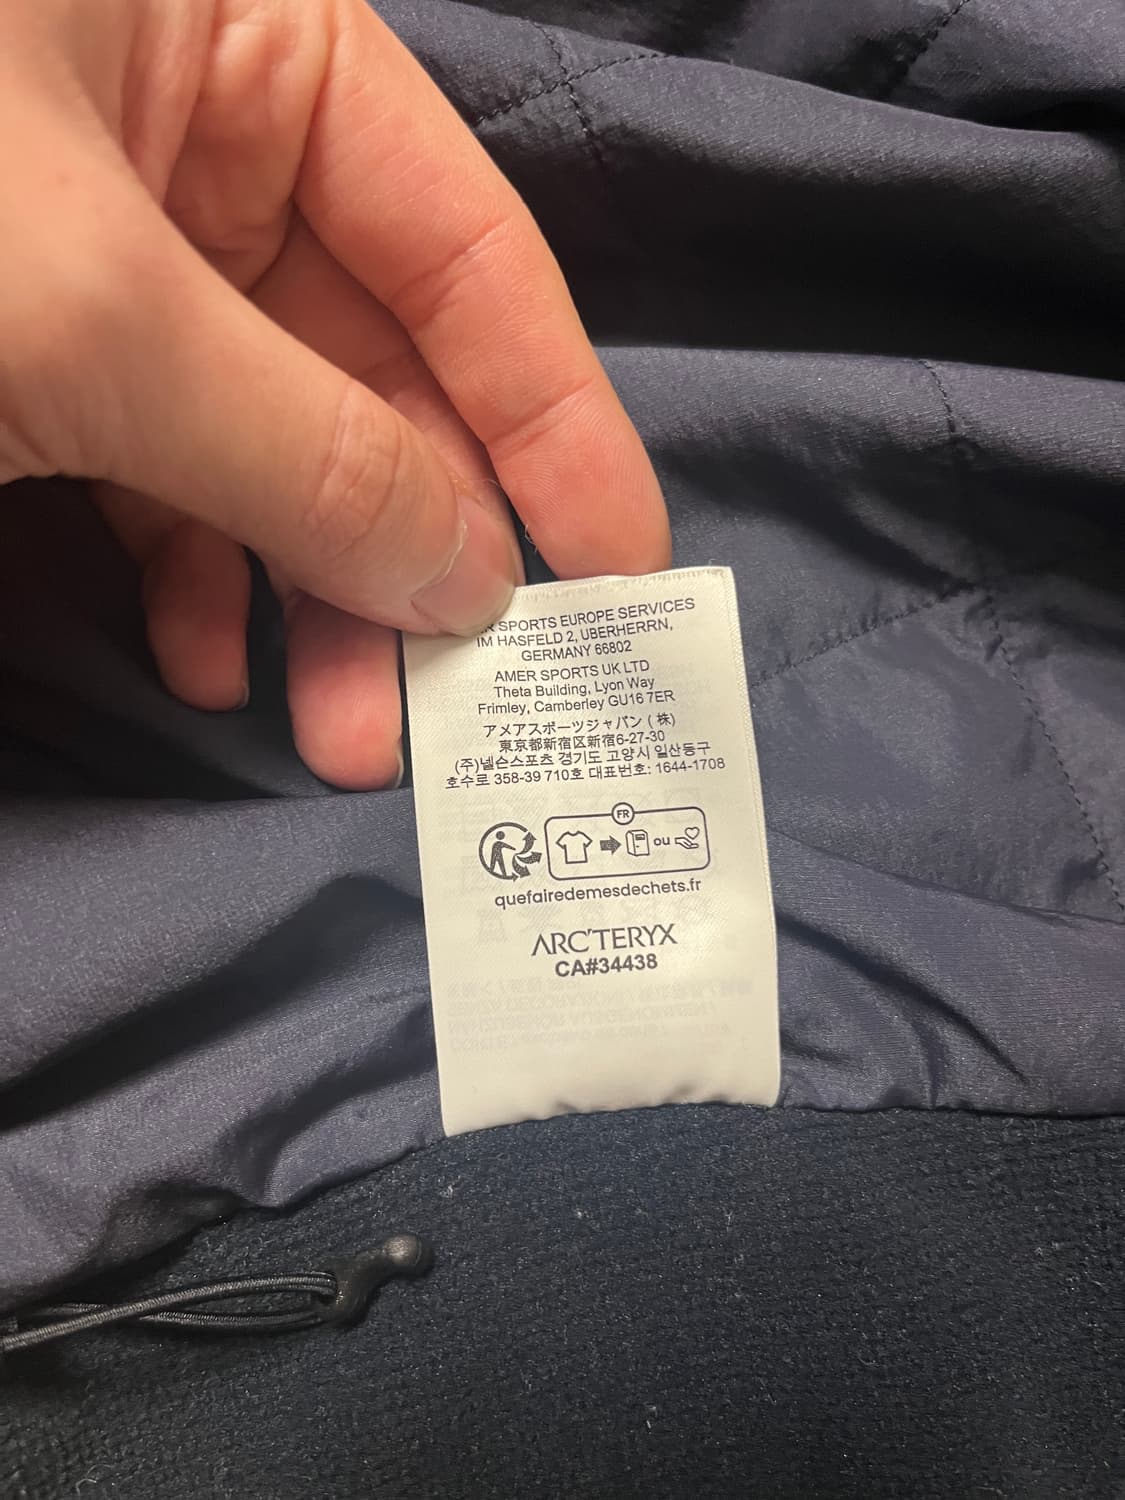 SPORTS EUROPE SERVICES
IM HASFELD 2, UBERHERRN,
GERMANY 66802
AMER SPORTS UK LTD
Theta Building, Lyon Way
Frimley, Camberley GU16 7ER
アメアスポーツジャパン (株)
東京都新宿区新宿6-27-30
(주)넬슨스포츠 경기도 고양시 일산동구
호수로 358-39 710호 대표번호: 1644-1708
FR
ou
quefairedemesdechets.fr
ARC'TERYX
CA#34438